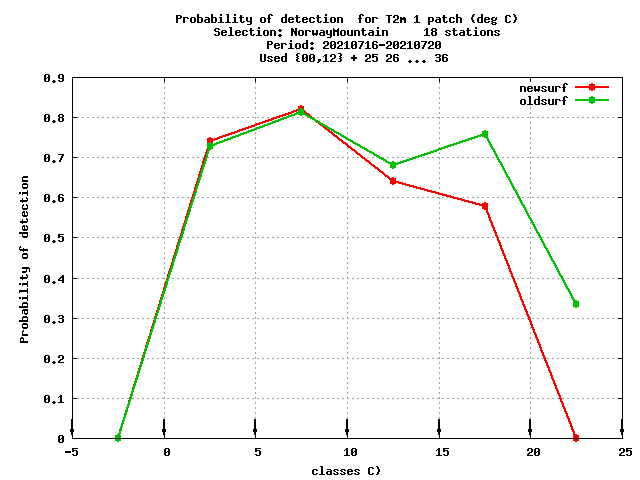 Probability of detection  for T2m 1 patch (deg C)
Selection: NorwayMountain     18 stations
Period: 20210716-20210720
Used {00,12} + 25 26 ... 36
newsurf
oldsurf
Probability of detection
0.9
0.8
0.7
0.6
0.5
0.4
0.3
0.2
0.1
0
-5 0 5 10 15 20 25
classes C)